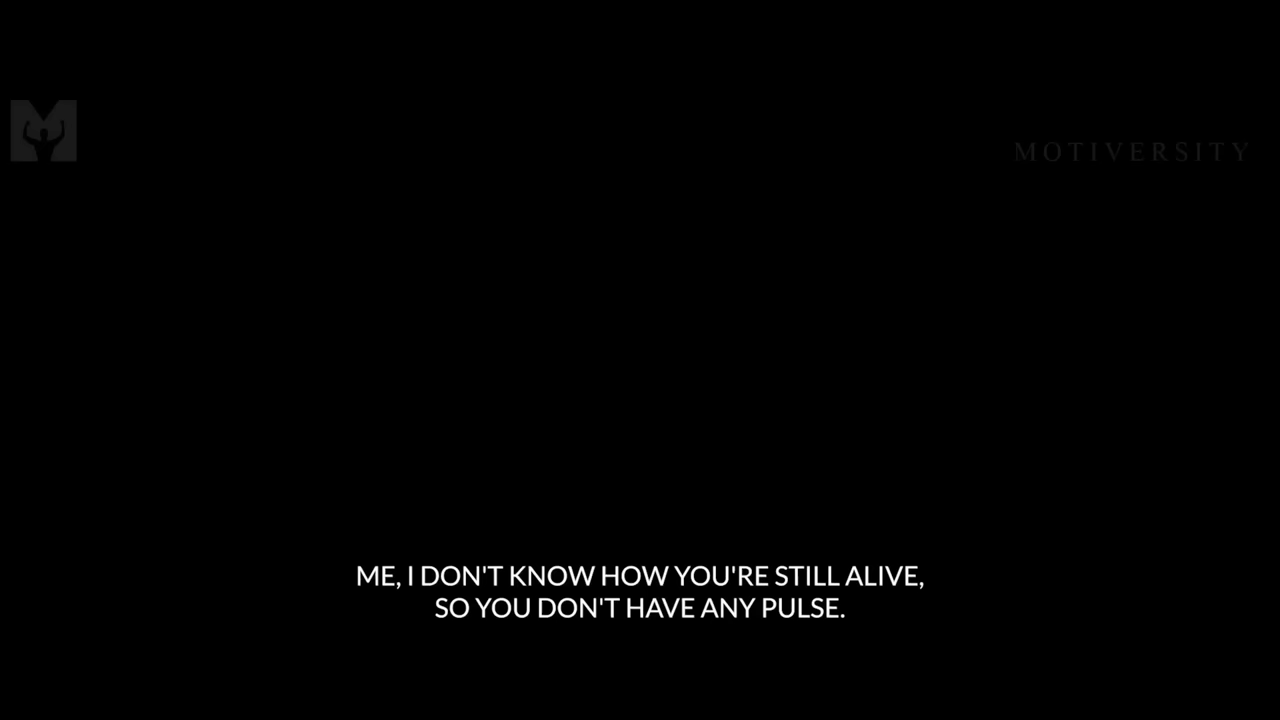 MOTIVERSITY
ME, I DON'T KNOW HOW YOU'RE STILL ALIVE,
SO YOU DON'T HAVE ANY PULSE.